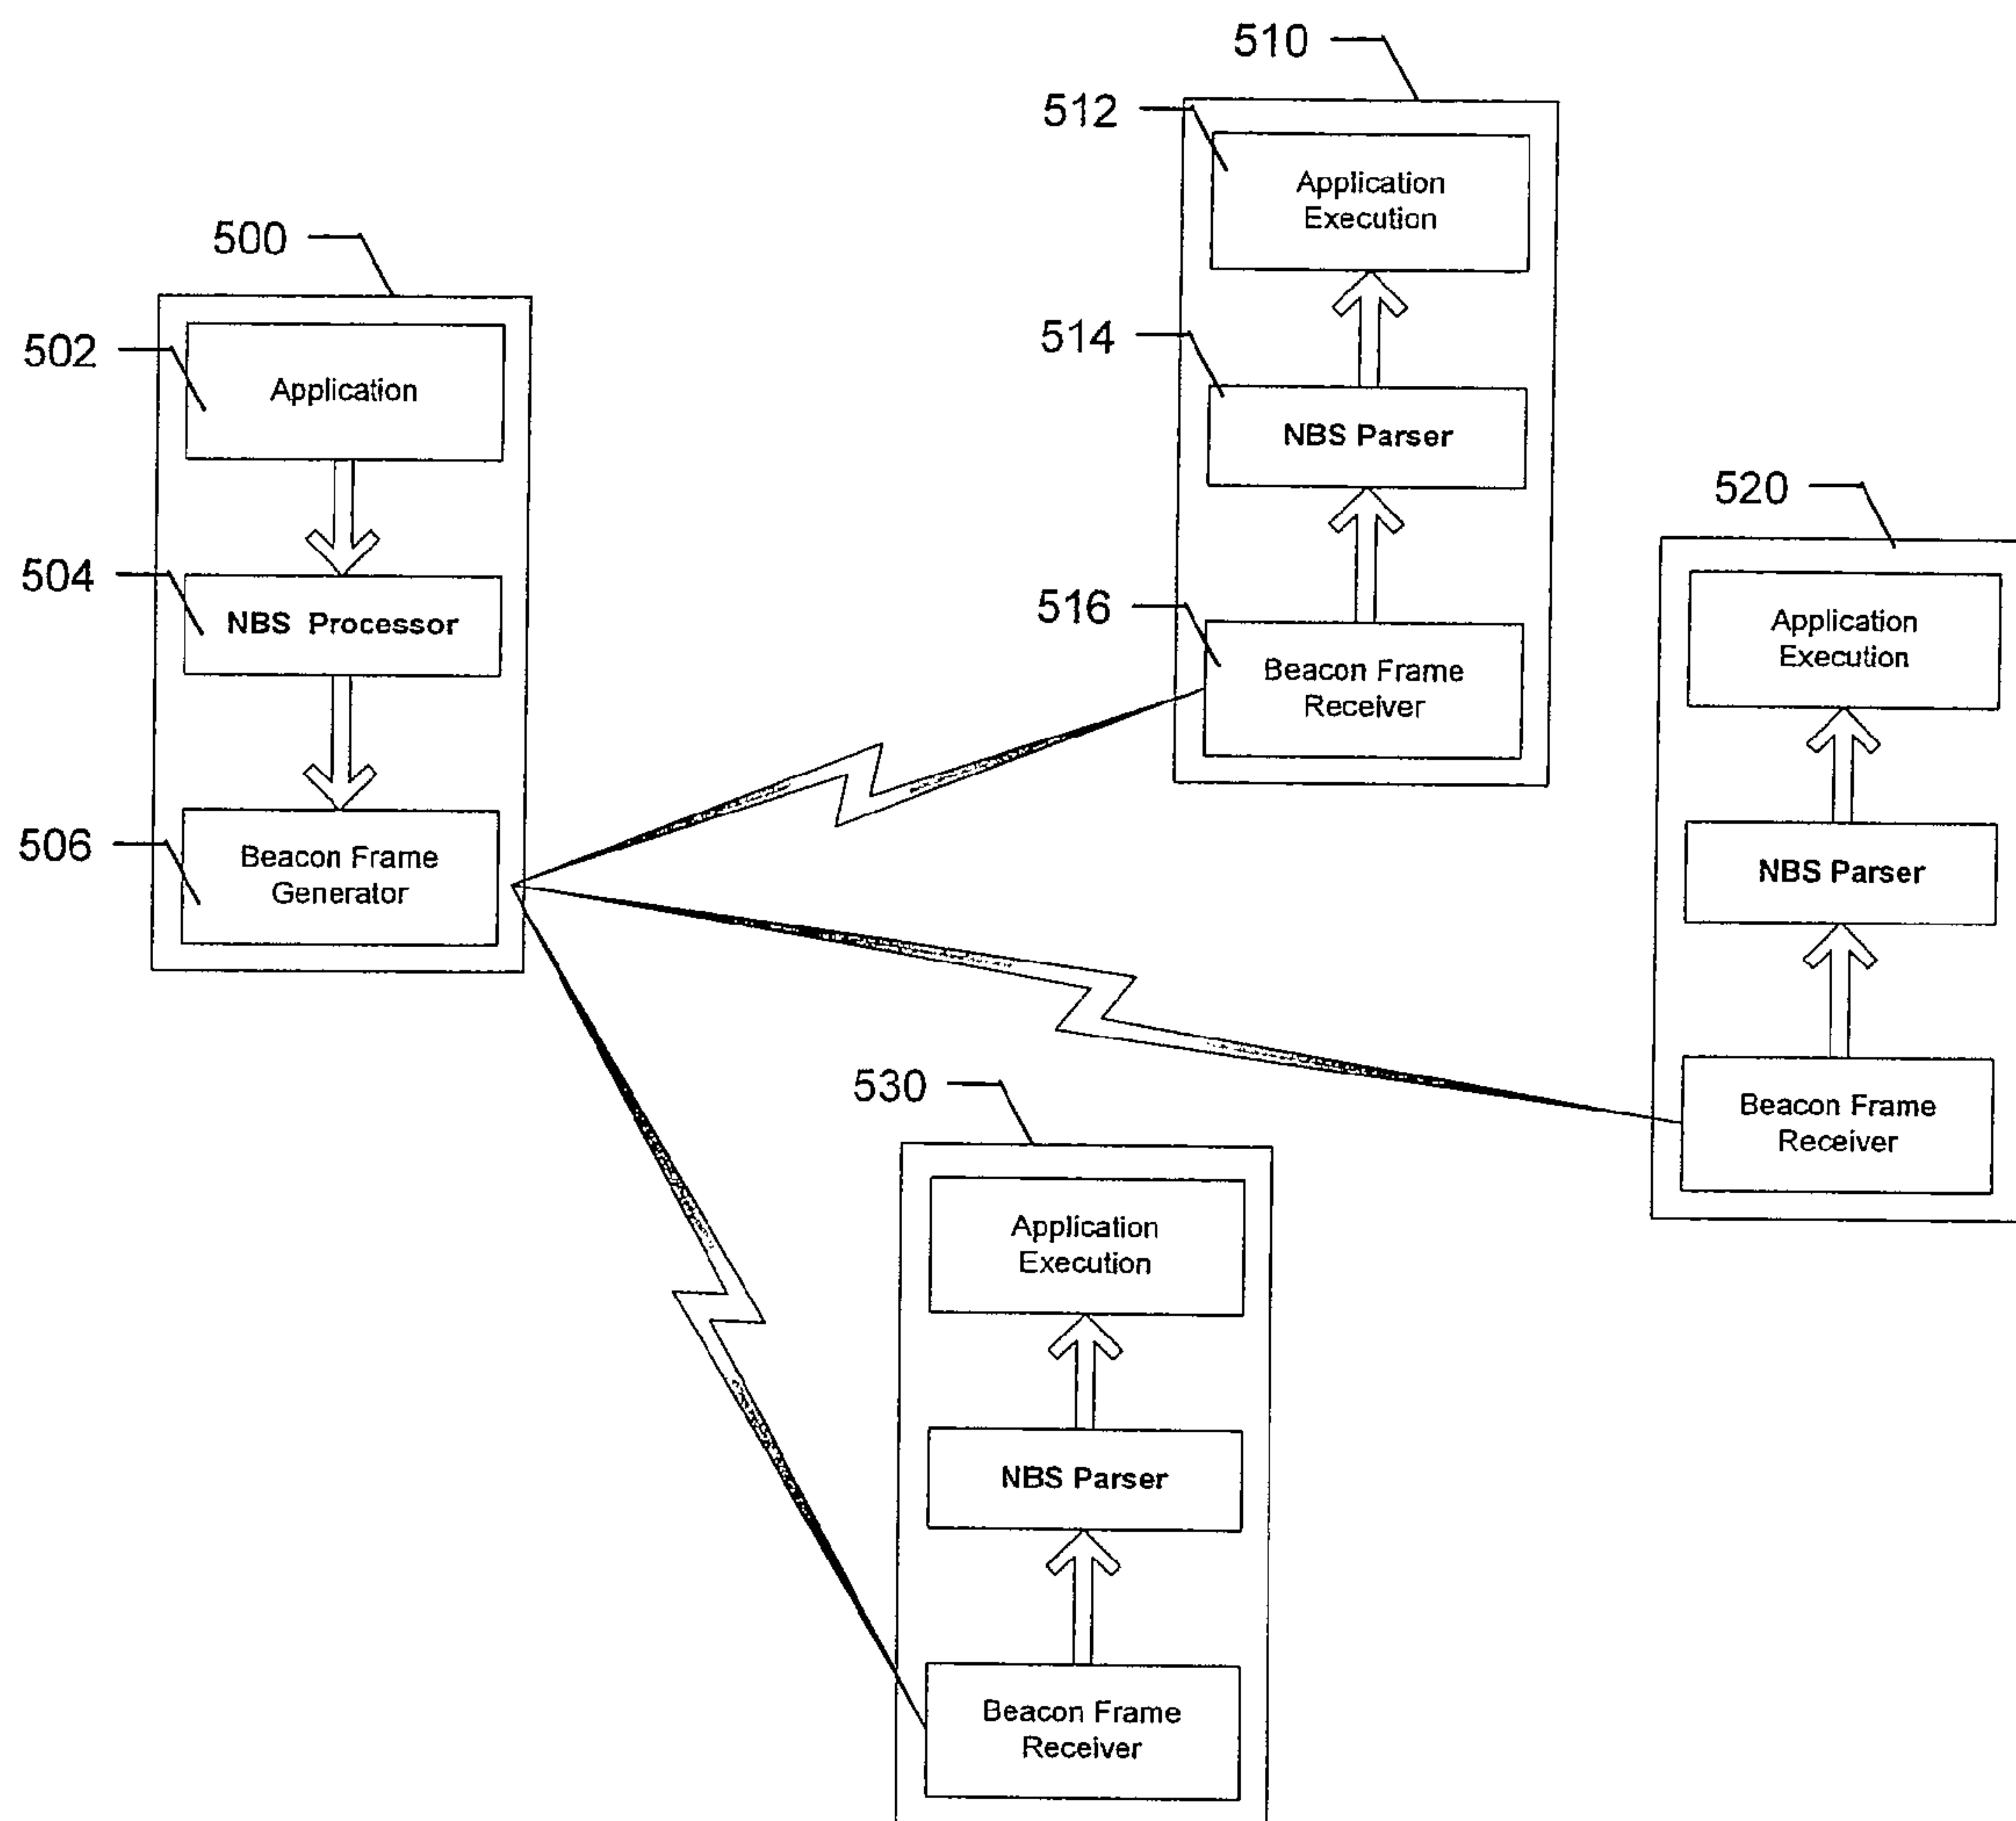 510
512
Application
Execution
500
502
Application
514
NBS Parser
520
504
NBS Processor
516
Beacon Frame
Receiver
Application
Execution
506
Beacon Frame
Generator
NBS Parser
530
Beacon Frame
Receiver
Application
Execution
NBS Parser
Beacon Frame
Receiver